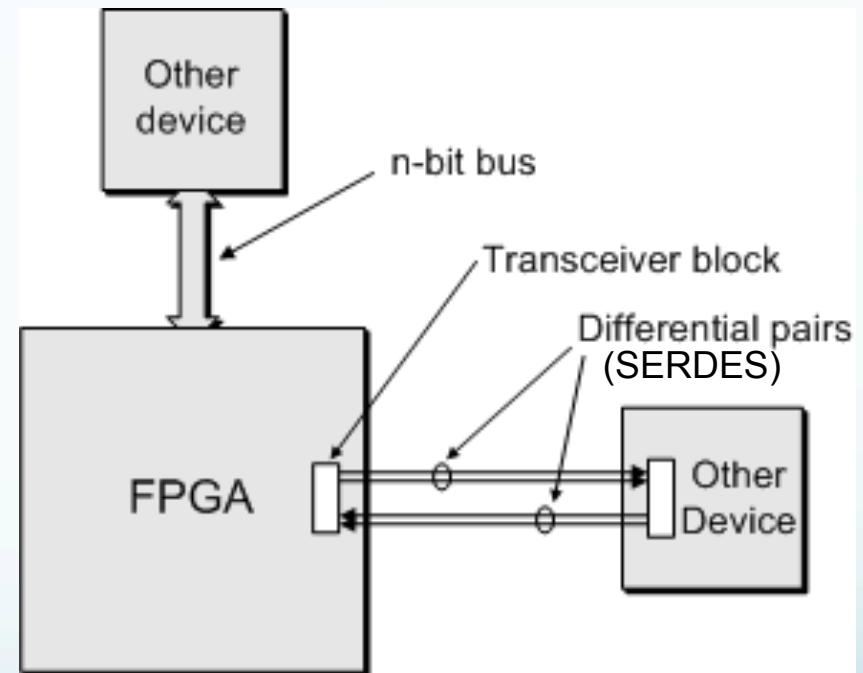 Other
device
n-bit bus
Transceiver block
Differential pairs
(SERDES)
FPGA
Other
Device